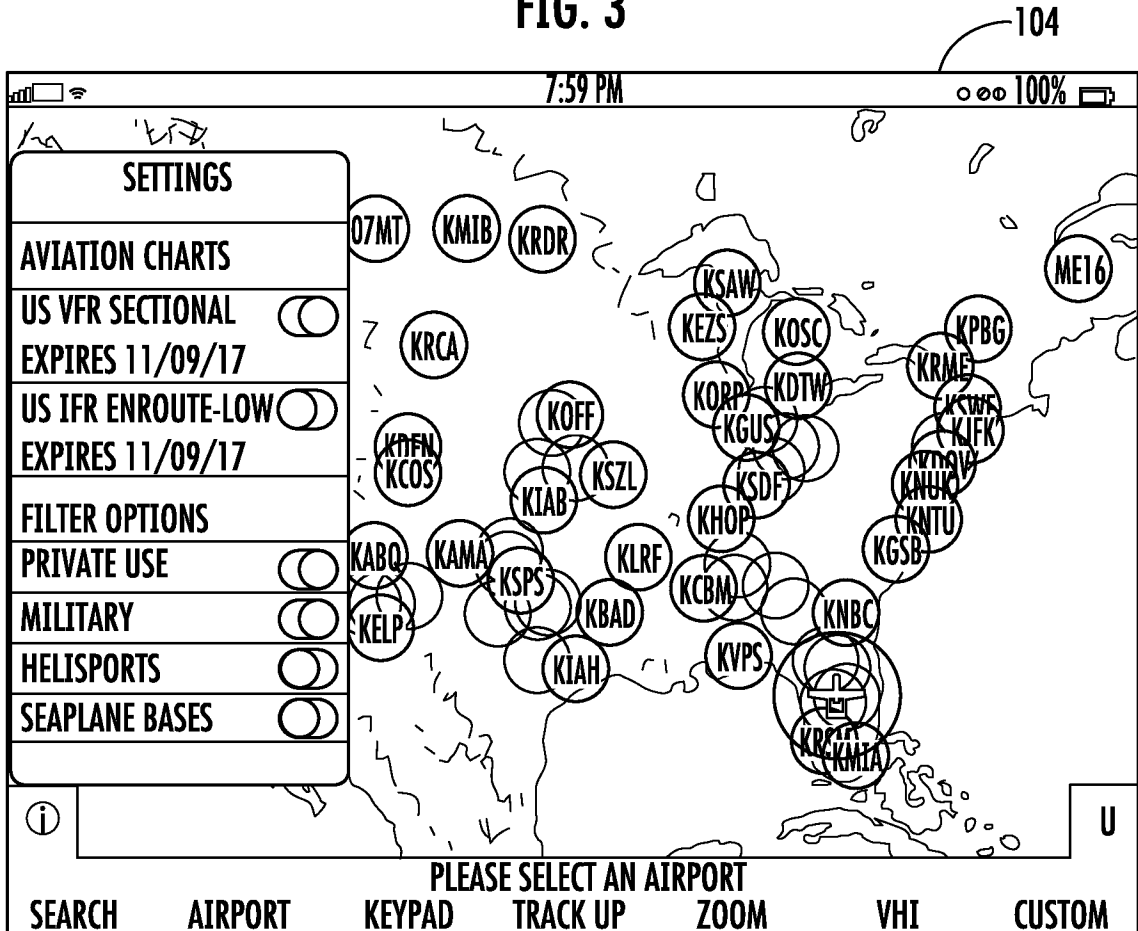 FIG. 3
104
7:59 PM
100%
SETTINGS
AVIATION CHARTS
US VFR SECTIONAL
EXPIRES 11/09/17
US IFR ENROUTE-LOW
EXPIRES 11/09/17
FILTER OPTIONS
PRIVATE USE
MILITARY
HELISPORTS
SEAPLANE BASES
07MT
KMIB
KRDR
KSAW
ME16
KEZS
KOSC
KPBG
KRCA
KRME
KORP
KDTW
KOFF
KGUS
KJFK
KCOS
KSZL
KSDF
KIAB
KNUK
KHOP
KNTU
KABQ
KAMA
KLRF
KGSB
KSPS
KCBM
KELP
KBAD
KNBC
KVPS
KIAH
KMIA
i
U
PLEASE SELECT AN AIRPORT
SEARCH AIRPORT KEYPAD TRACK UP ZOOM VHI CUSTOM